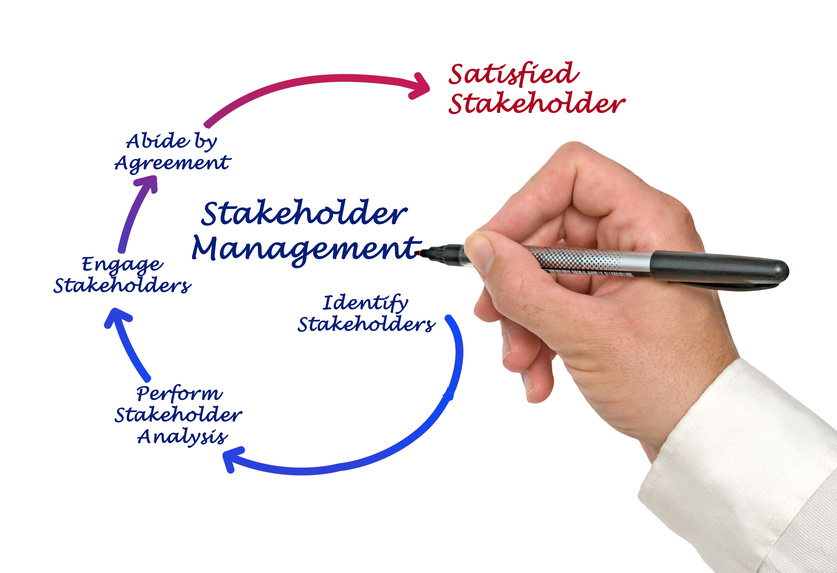 Satisfied
Stakeholder
Abide by
Agreement
Stakeholder
Management
Engage
Stakeholders
Identify
Stakeholders
Perform
Stakeholder
Analysis